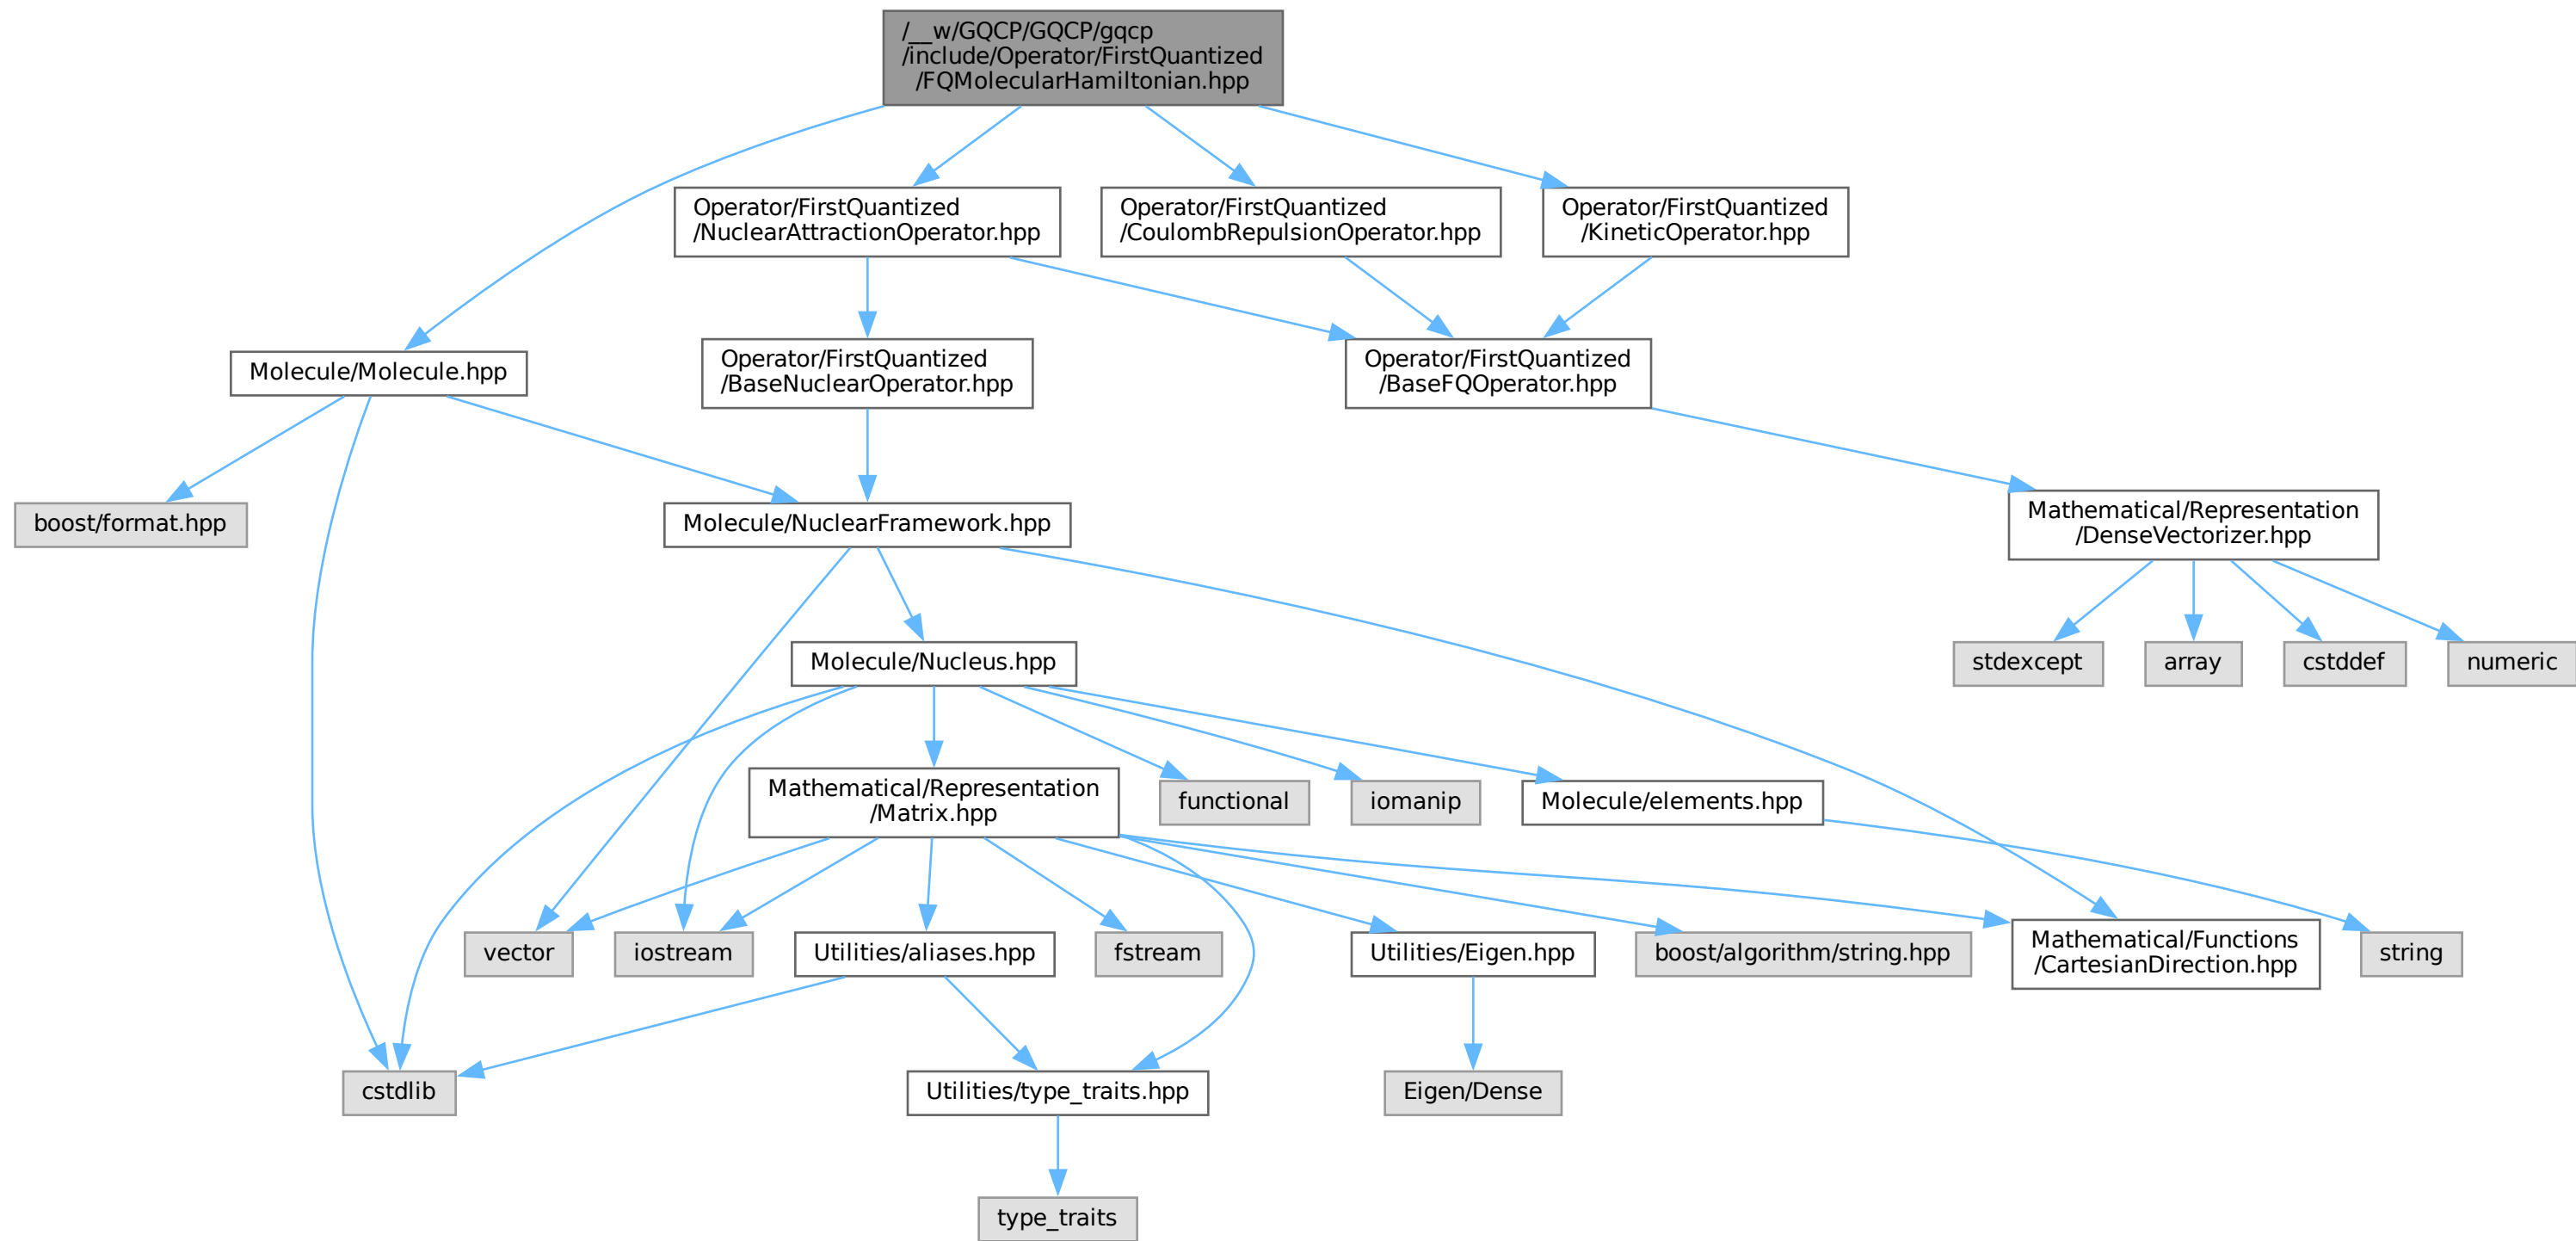 /__w/GQCP/GQCP/gqcp
/include/Operator/FirstQuantized
/FQMolecularHamiltonian.hpp
Operator/FirstQuantized
/NuclearAttractionOperator.hpp
Operator/FirstQuantized
/CoulombRepulsionOperator.hpp
Operator/FirstQuantized
/KineticOperator.hpp
Molecule/Molecule.hpp
Operator/FirstQuantized
/BaseNuclearOperator.hpp
Operator/FirstQuantized
/BaseFQOperator.hpp
boost/format.hpp
Molecule/NuclearFramework.hpp
Mathematical/Representation
/DenseVectorizer.hpp
Molecule/Nucleus.hpp
stdexcept
array
cstddef
numeric
Mathematical/Representation
/Matrix.hpp
functional
iomanip
Molecule/elements.hpp
vector
iostream
Utilities/aliases.hpp
fstream
Utilities/Eigen.hpp
boost/algorithm/string.hpp
Mathematical/Functions
/CartesianDirection.hpp
string
cstdlib
Utilities/type_traits.hpp
Eigen/Dense
type_traits